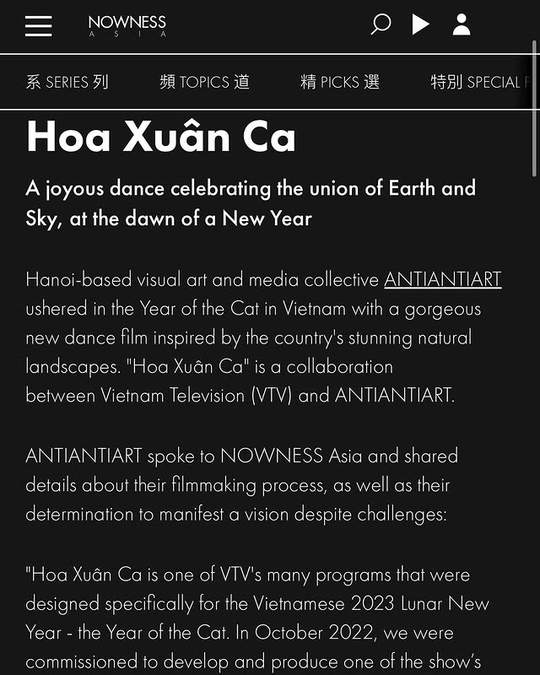 NOWNESS
ASIA
系 SERIES 列 頻 TOPICS 道 精 PICKS 選 特別 SPECIAL F
Hoa Xuân Ca
A joyous dance celebrating the union of Earth and
Sky, at the dawn of a New Year
Hanoi-based visual art and media collective ANTIANTIART
ushered in the Year of the Cat in Vietnam with a gorgeous
new dance film inspired by the country's stunning natural
landscapes. "Hoa Xuân Ca" is a collaboration
between Vietnam Television (VTV) and ANTIANTIART.
ANTIANTIART spoke to NOWNESS Asia and shared
details about their filmmaking process, as well as their
determination to manifest a vision despite challenges:
"Hoa Xuân Ca is one of VTV's many programs that were
designed specifically for the Vietnamese 2023 Lunar New
Year - the Year of the Cat. In October 2022, we were
commissioned to develop and produce one of the show’s